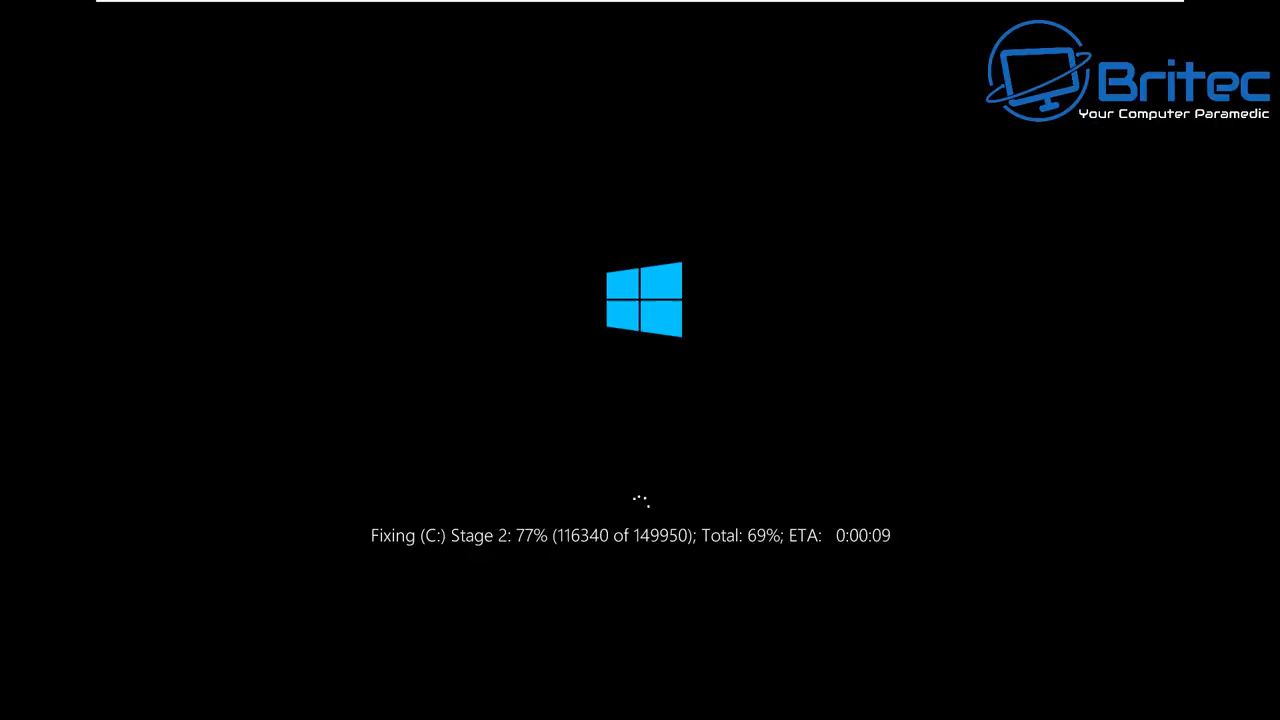 Britec
Your Computer Paramedic
Fixing (C:) Stage 2: 77% (116340 of 149950); Total: 69%; ETA:   0:00:09